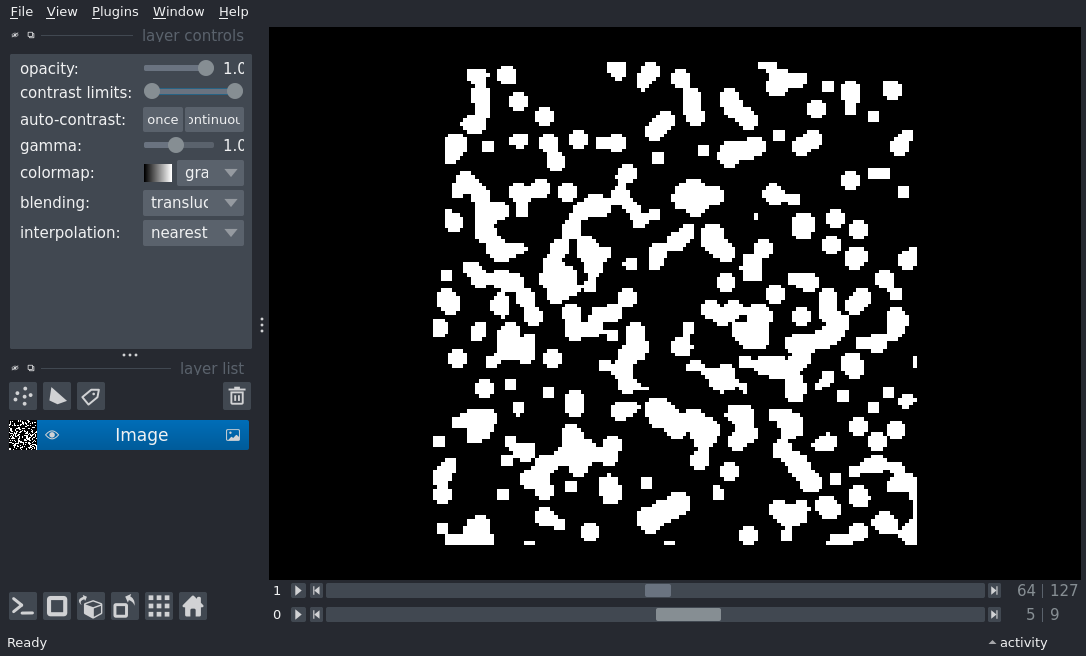 File View Plugins Window Help
layer controls
opacity: 1.0
contrast limits:
auto-contrast: once ontinuou
gamma: 1.0
colormap: gra
blending: transluc
interpolation: nearest
layer list
Image
1 64 127
0 5 9
Ready activity